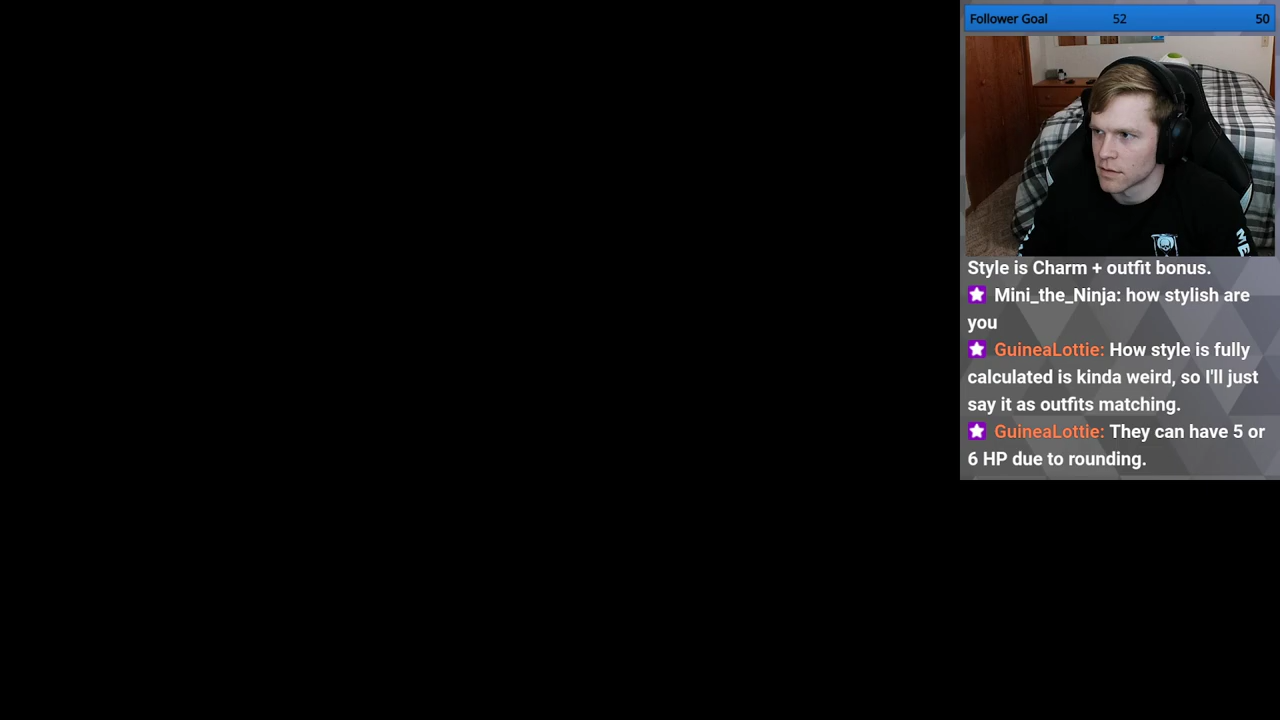 Follower Goal 52 50
Style is Charm + outfit bonus.
Mini_the_Ninja: how stylish are
you
GuineaLottie: How style is fully
calculated is kinda weird, so I'll just
say it as outfits matching.
GuineaLottie: They can have 5 or
6 HP due to rounding.
ME